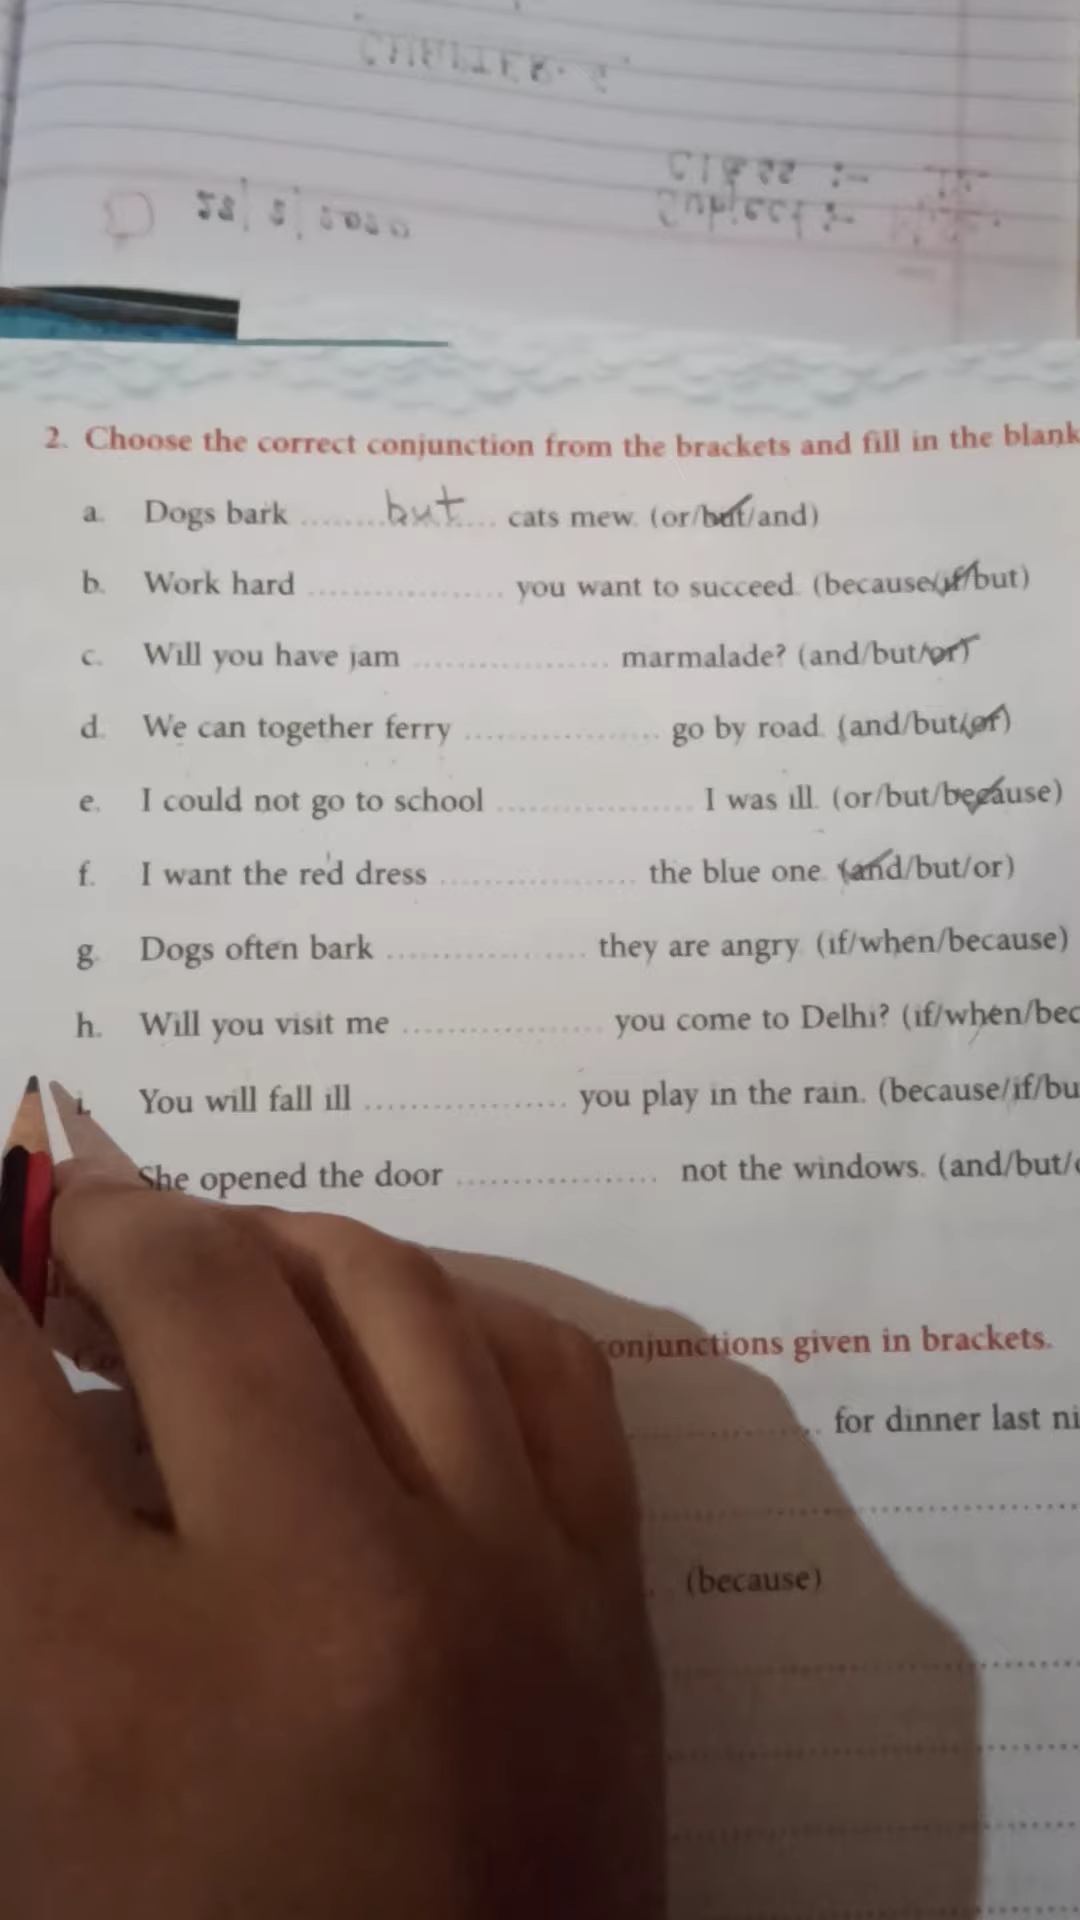 CHAPTER-
Class :-
Subject :-
2. Choose the correct conjunction from the brackets and fill in the blank
a. Dogs bark ........but.... cats mew. (or/but/and)
b. Work hard .................. you want to succeed. (because/if/but)
c. Will you have jam .................. marmalade? (and/but/or)
d. We can together ferry .................. go by road. (and/but/or)
e. I could not go to school .................. I was ill. (or/but/because)
f. I want the red dress .................. the blue one. (and/but/or)
g. Dogs often bark .................. they are angry. (if/when/because)
h. Will you visit me .................. you come to Delhi? (if/when/bec
i. You will fall ill .................. you play in the rain. (because/if/bu
She opened the door .................. not the windows. (and/but/
conjunctions given in brackets.
for dinner last ni
(because)